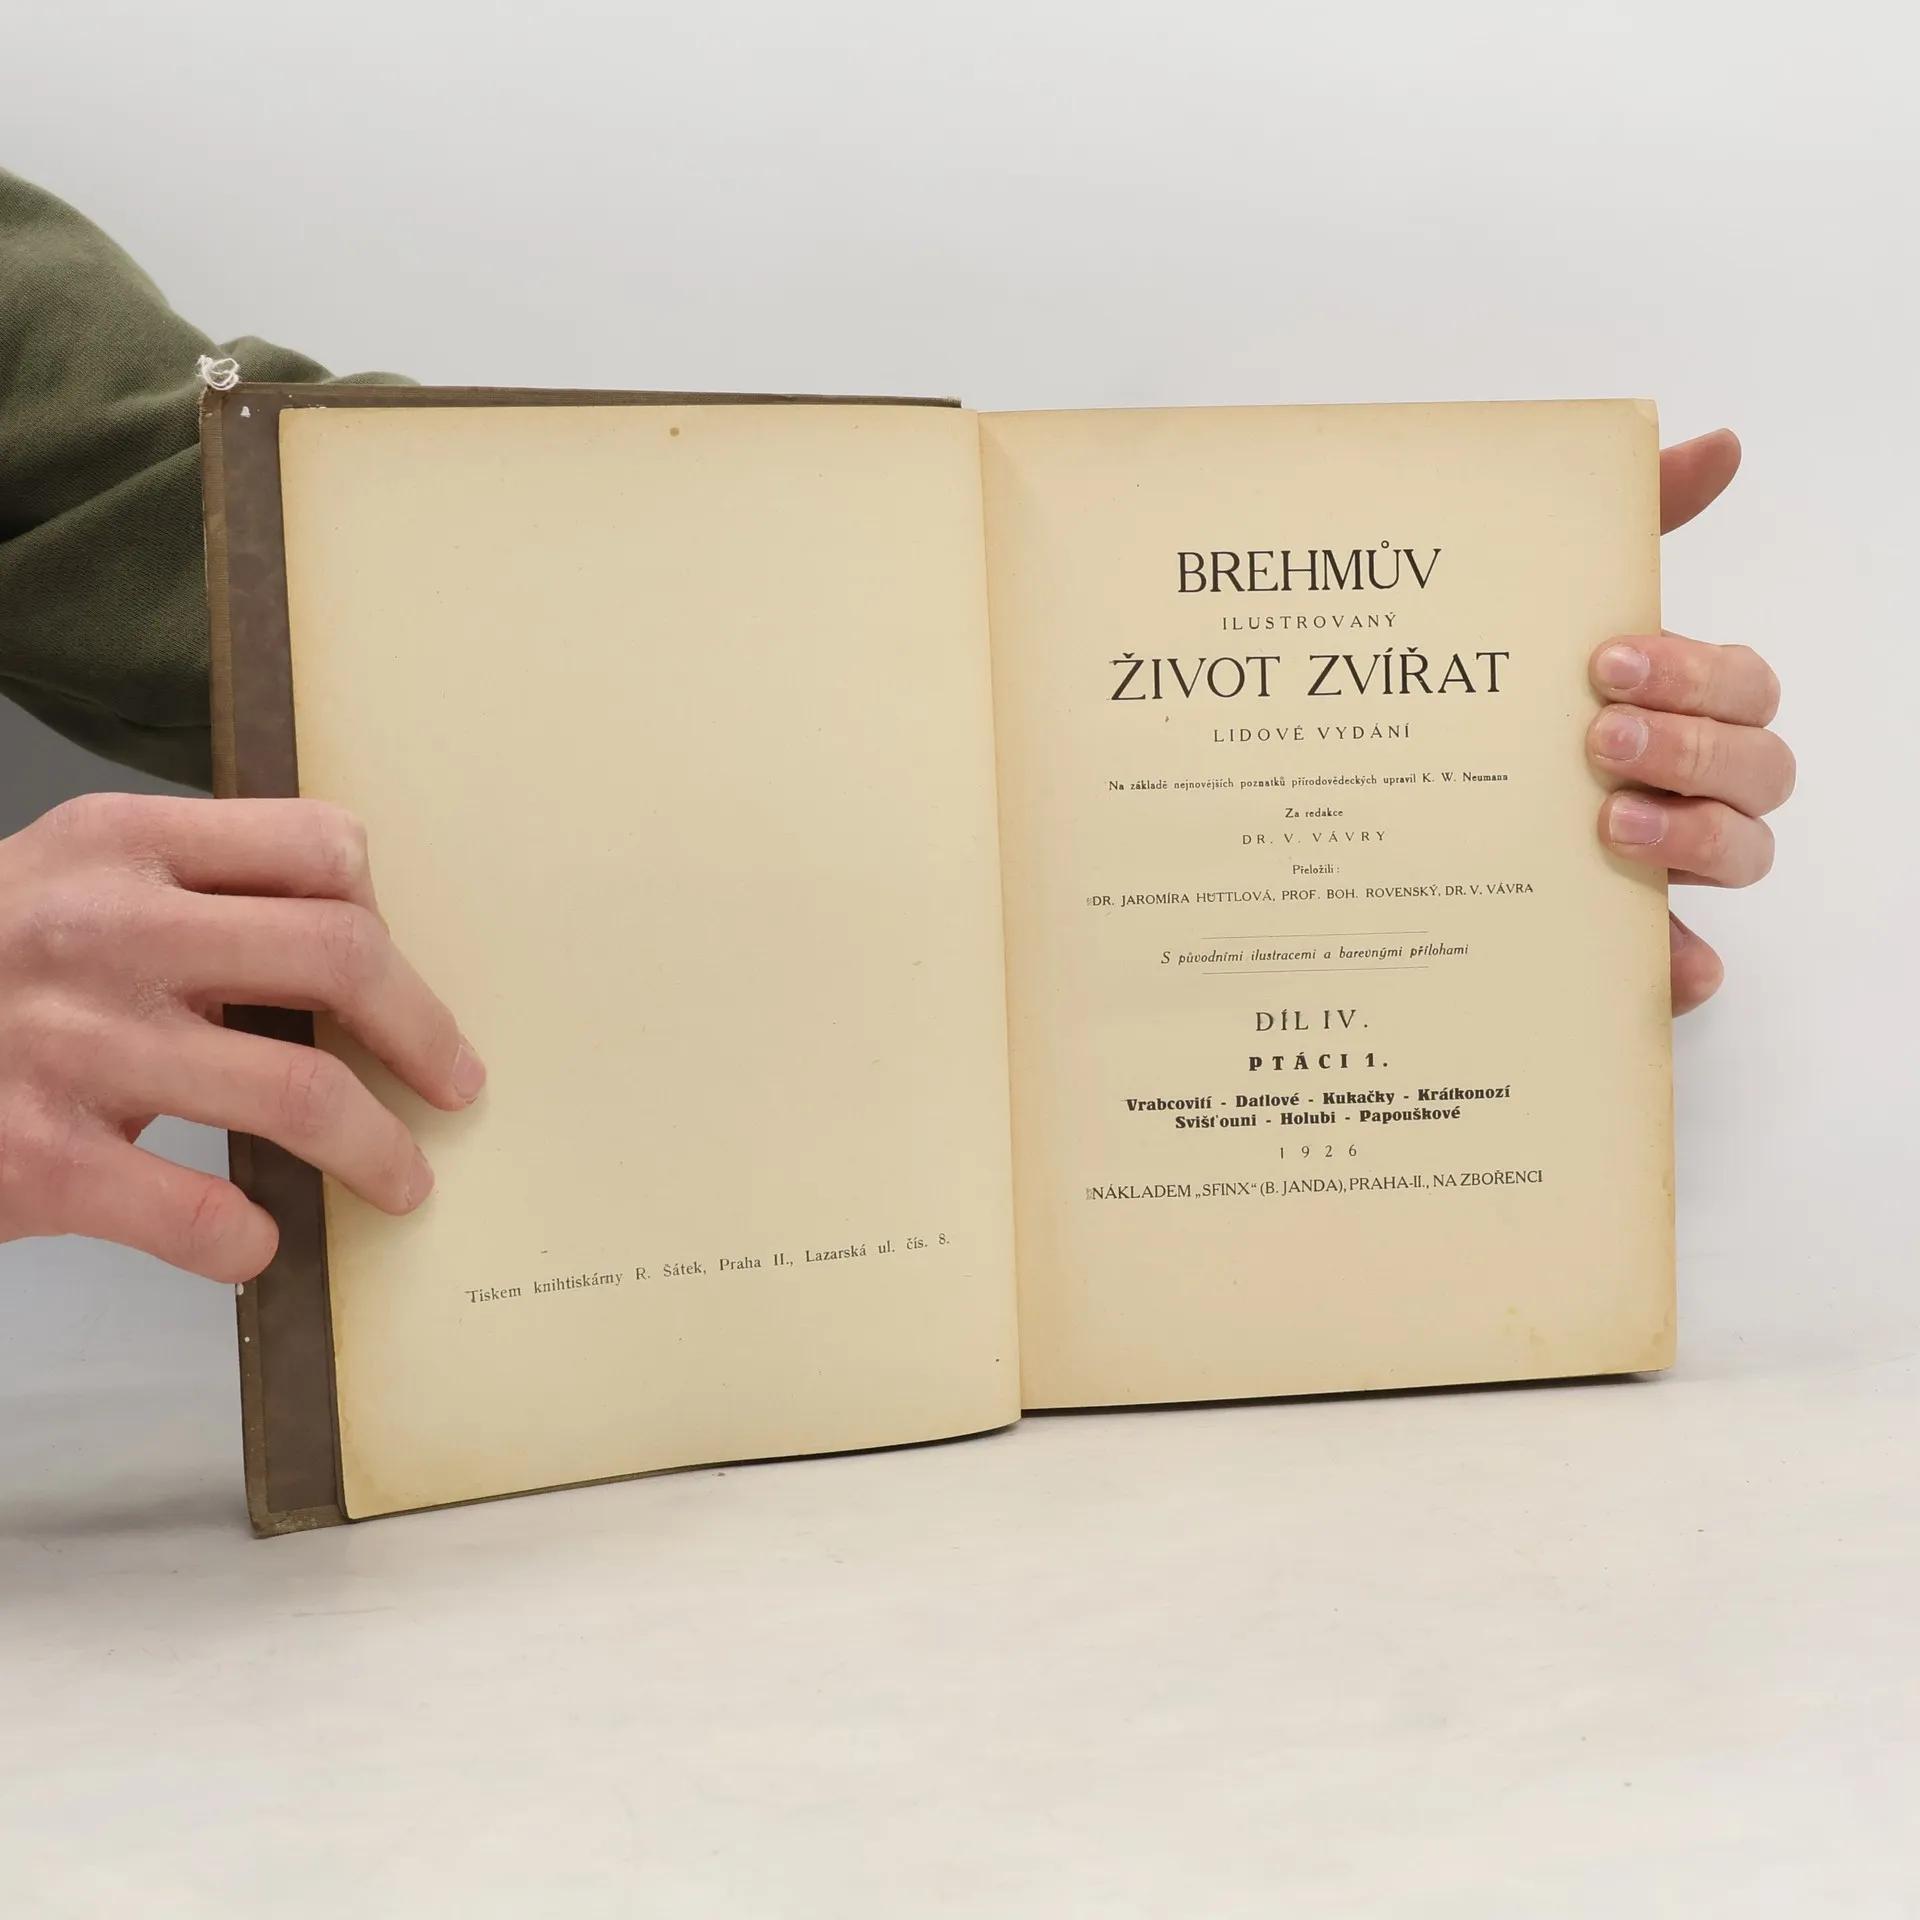 Tiskem knihtiskárny R. Šátek, Praha II., Lazarská ul. čís. 8.
BREHMŮV
ILUSTROVANÝ
ŽIVOT ZVÍŘAT
LIDOVÉ VYDÁNÍ
Na základě nejnovějších poznatků přírodovědeckých upravil K. W. Neumann
Za redakce
DR. V. VÁVRY
Přeložili:
DR. JAROMÍRA HÜTTLOVÁ, PROF. BOH. ROVENSKÝ, DR. V. VÁVRA
S původními ilustracemi a barevnými přílohami
DÍL IV.
PTÁCI 1.
Vrabcovití - Datlové - Kukačky - Krátkonozí
Svišťouni - Holubi - Papouškové
1926
NÁKLADEM „SFINX“ (B. JANDA), PRAHA-II., NA ZBOŘENCI